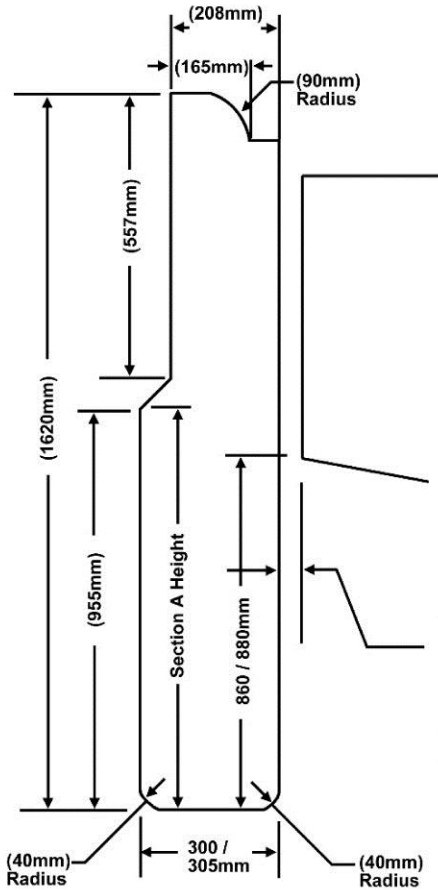 (208mm)
(165mm)
(90mm)
Radius
(557mm)
(1620mm)
(955mm)
Section A Height
860 / 880mm
300 /
305mm
(40mm)
Radius
(40mm)
Radius